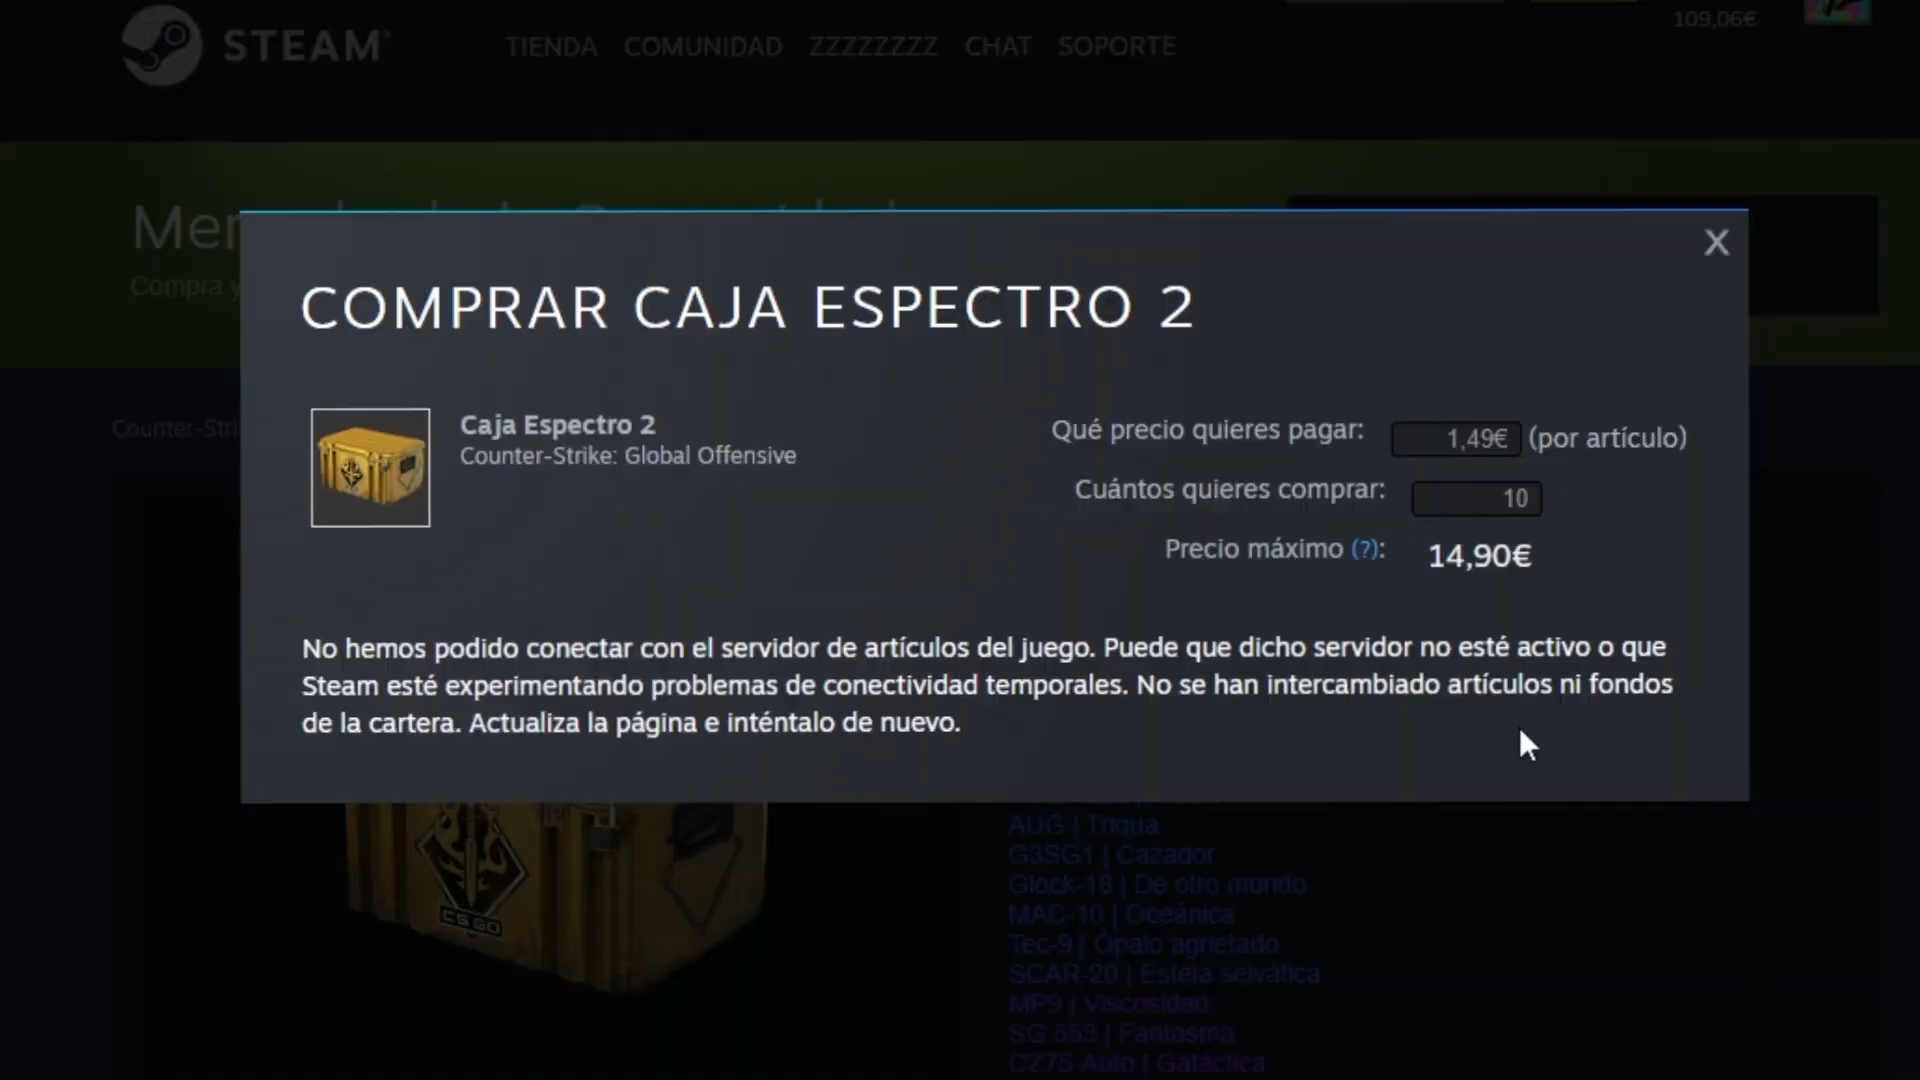 109,06€
STEAM
TIENDA COMUNIDAD ZZZZZZZZ CHAT SOPORTE
Compra y
COMPRAR CAJA ESPECTRO 2
Caja Espectro 2
Counter-Strike: Global Offensive
Qué precio quieres pagar: 1,49€ (por artículo)
Cuántos quieres comprar: 10
Precio máximo (?): 14,90€
No hemos podido conectar con el servidor de artículos del juego. Puede que dicho servidor no esté activo o que
Steam esté experimentando problemas de conectividad temporales. No se han intercambiado artículos ni fondos
de la cartera. Actualiza la página e inténtalo de nuevo.
X
CS GO
AUG | Triqua
G3SG1 | Cazador
Glock-18 | De otro mundo
MAC-10 | Oceánica
Tec-9 | Ópalo agrietado
SCAR-20 | Estela selvática
MP9 | Viscosidad
SG 553 | Fantasma
CZ75-Auto | Galáctica